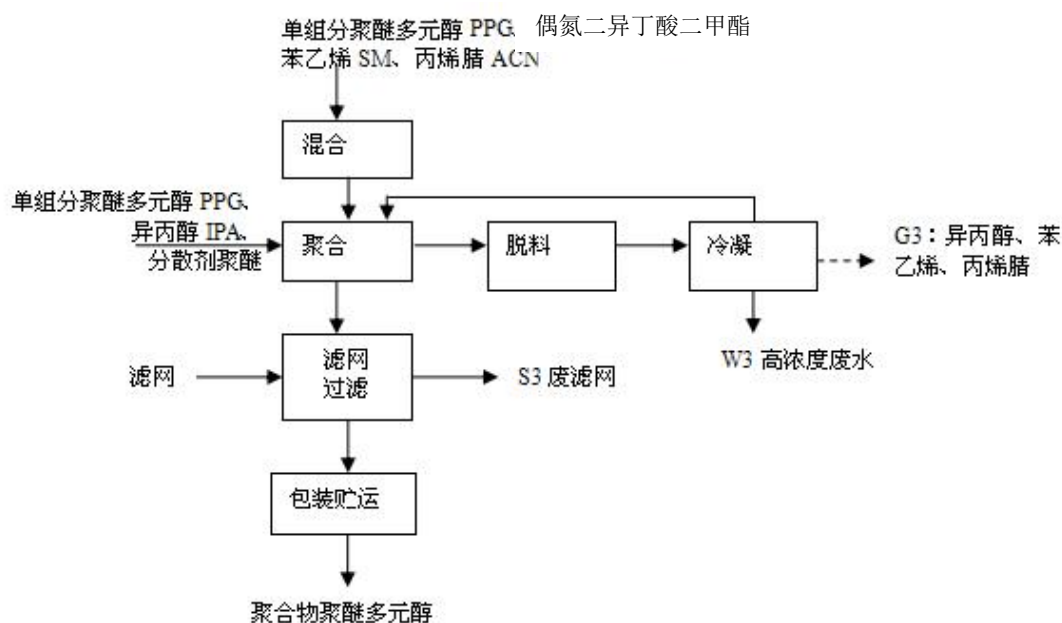 单组分聚醚多元醇 PPG、 偶氮二异丁酸二甲酯
苯乙烯 SM、丙烯腈 ACN
混合
单组分聚醚多元醇 PPG、
异丙醇 IPA、
分散剂聚醚
聚合
脱料
冷凝
G3：异丙醇、苯
乙烯、丙烯腈
W3 高浓度废水
滤网
滤网
过滤
S3 废滤网
包装贮运
聚合物聚醚多元醇